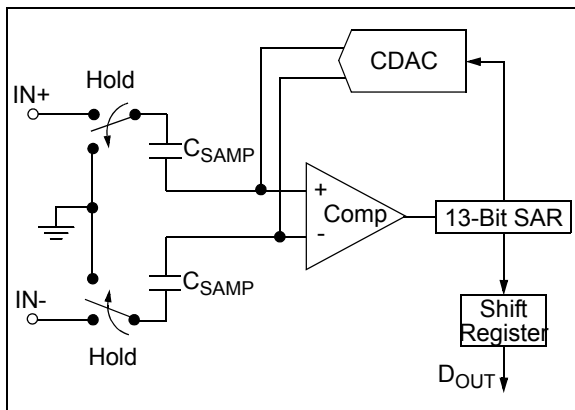 CDAC
Hold
IN+
CSAMP
+
Comp
-
13-Bit SAR
CSAMP
IN-
Hold
Shift
Register
DOUT